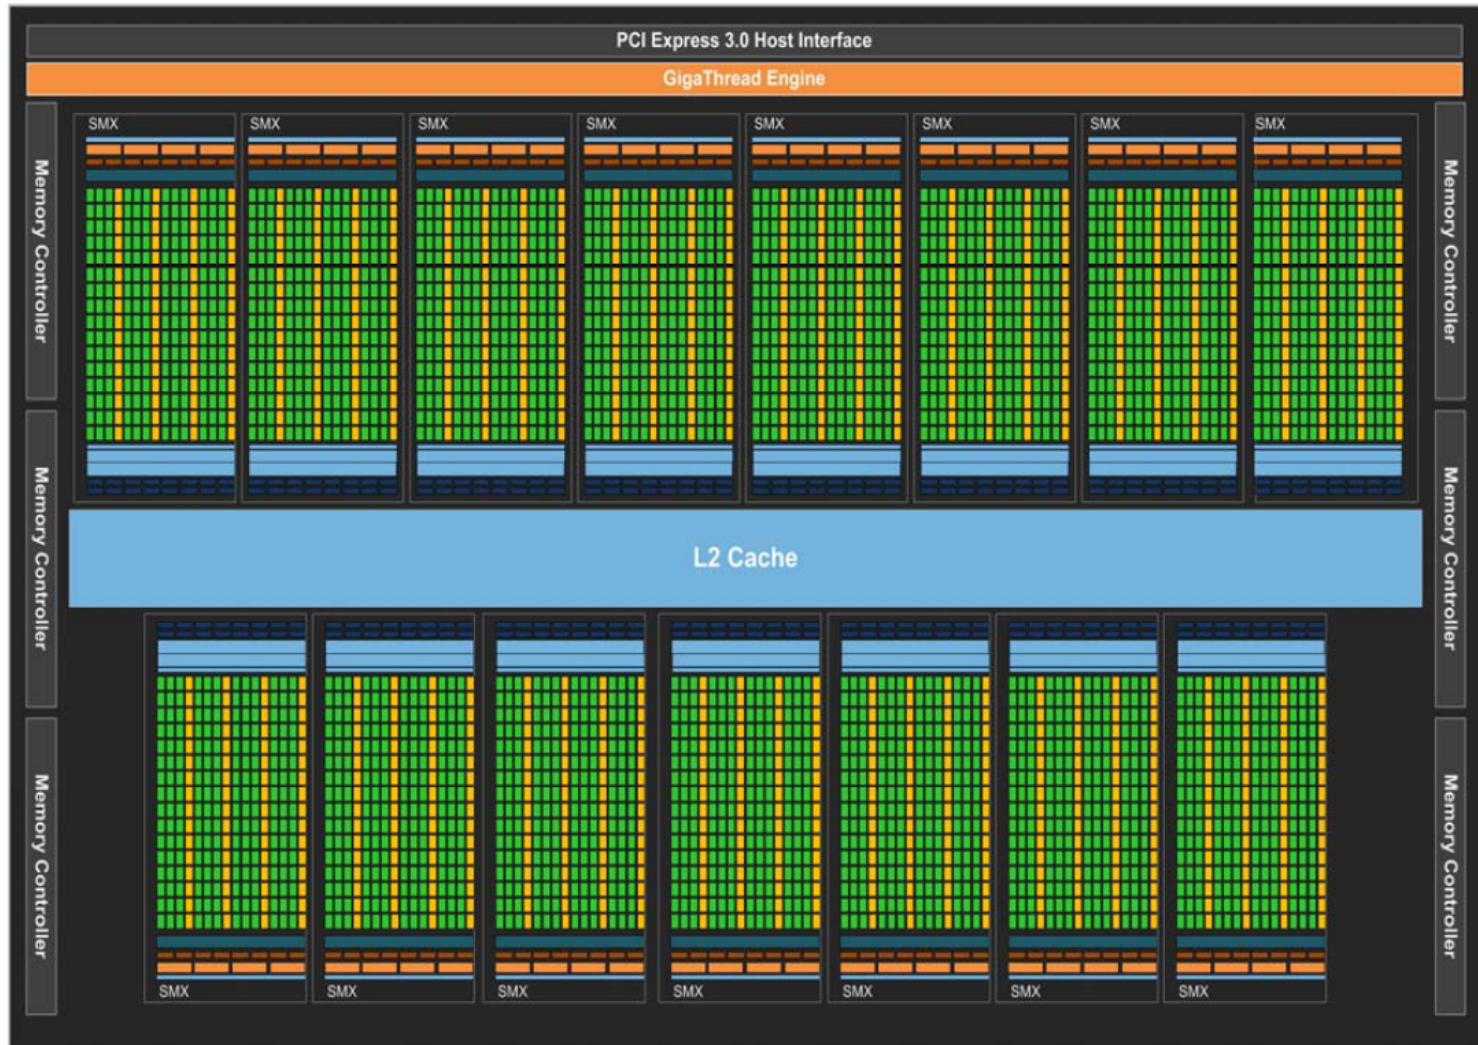 PCI Express 3.0 Host Interface
GigaThread Engine
SMX SMX SMX SMX SMX SMX SMX SMX
Memory Controller
Memory Controller
Memory Controller
Memory Controller
L2 Cache
Memory Controller
Memory Controller
SMX SMX SMX SMX SMX SMX SMX